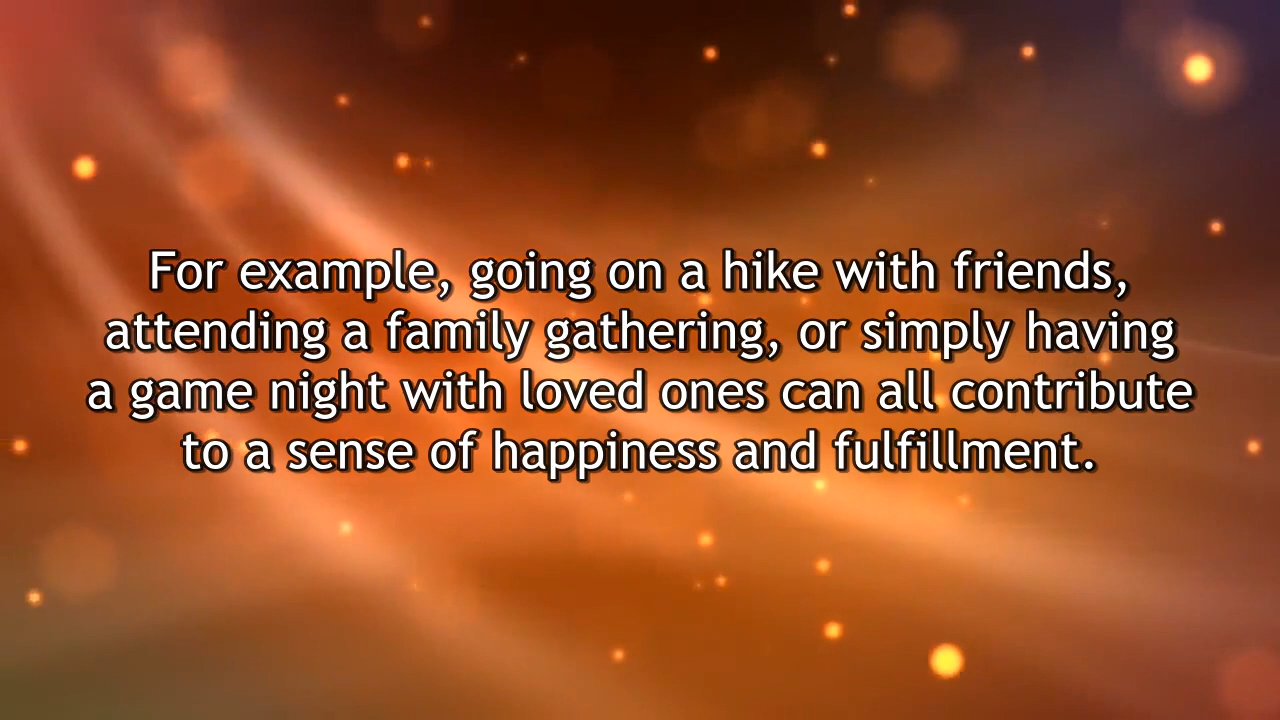 For example, going on a hike with friends,
attending a family gathering, or simply having
a game night with loved ones can all contribute
to a sense of happiness and fulfillment.